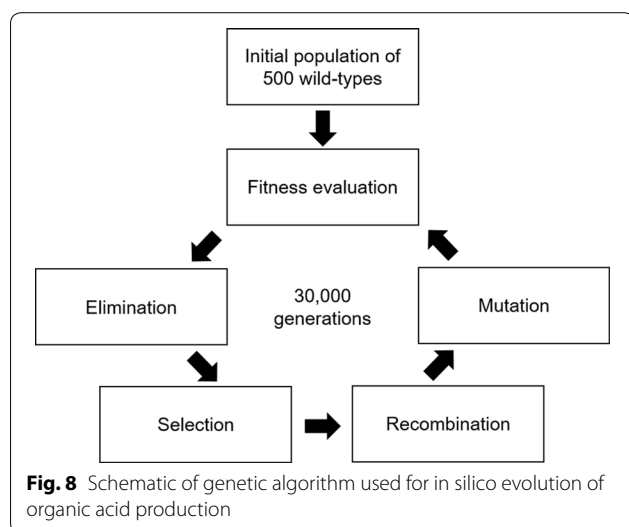 Initial population of
500 wild-types
Fitness evaluation
Elimination
30,000
generations
Mutation
Selection
Recombination
Fig. 8 Schematic of genetic algorithm used for in silico evolution of
organic acid production